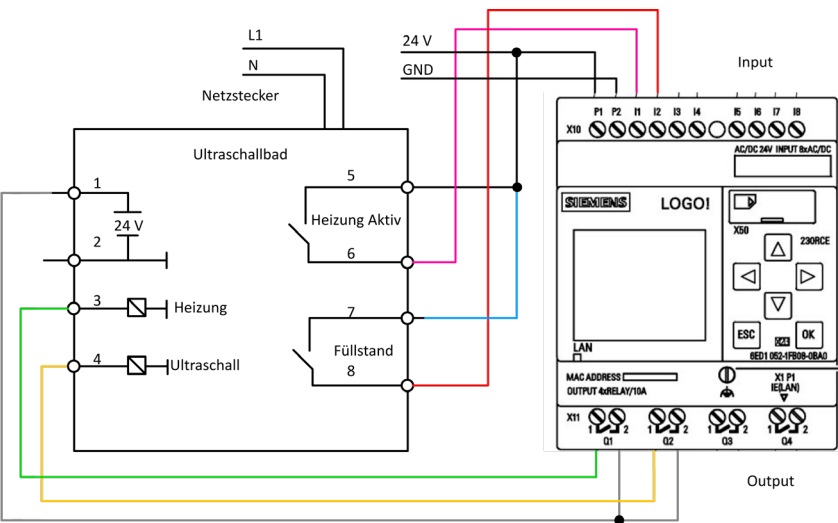 L1
N
Netzstecker
24 V
GND
Input
P1 P2 I1 I2 I3 I4 I5 I6 I7 I8
X10
AC/DC 24V INPUT 8xAC/DC
Ultraschallbad
1
24 V
2
3 Heizung
4 Ultraschall
5
Heizung Aktiv
6
7
Füllstand
8
SIEMENS LOGO!
X50
230RCE
ESC OK
LAN
6ED1 052-1FB08-0BA0
MAC ADDRESS
OUTPUT 4xRELAY/10A
X1 P1
IE(LAN)
X11
1 2 1 2 1 2 1 2
Q1 Q2 Q3 Q4
Output